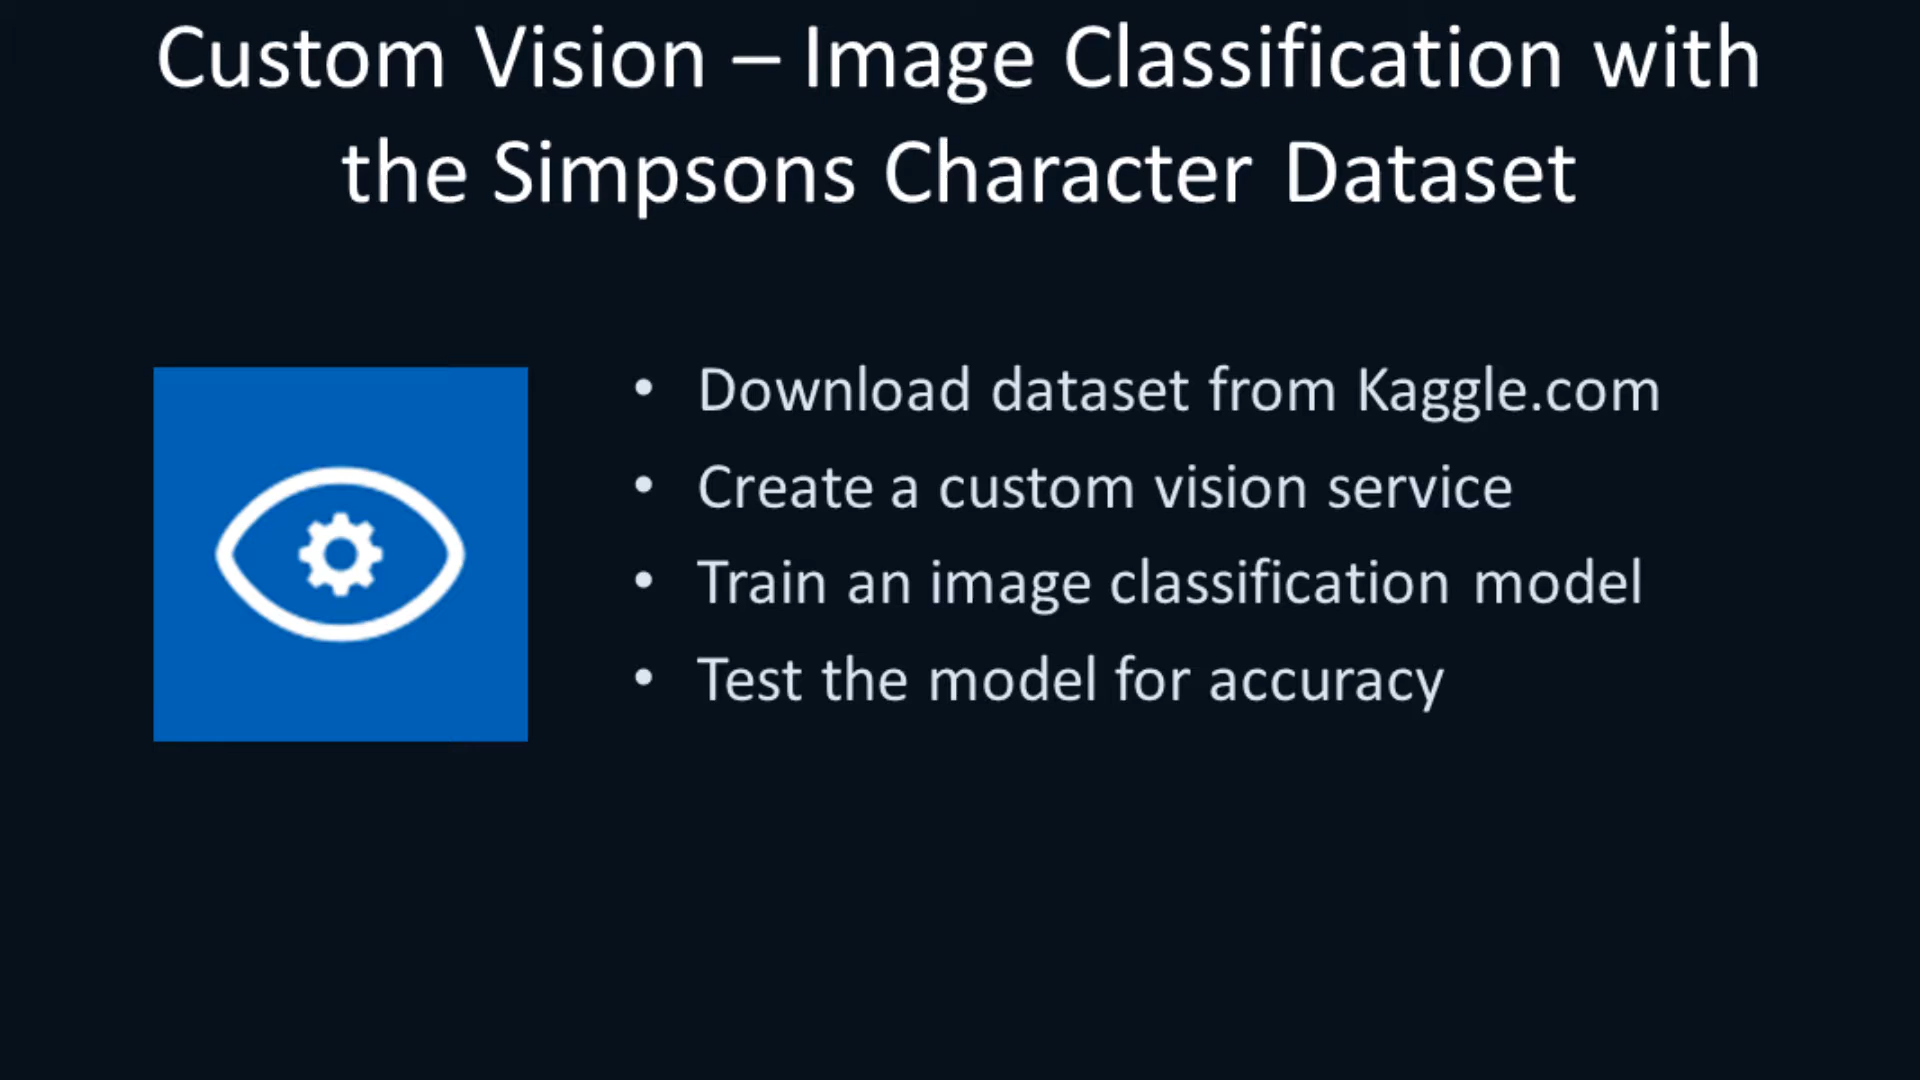 Custom Vision – Image Classification with
the Simpsons Character Dataset
• Download dataset from Kaggle.com
• Create a custom vision service
• Train an image classification model
• Test the model for accuracy